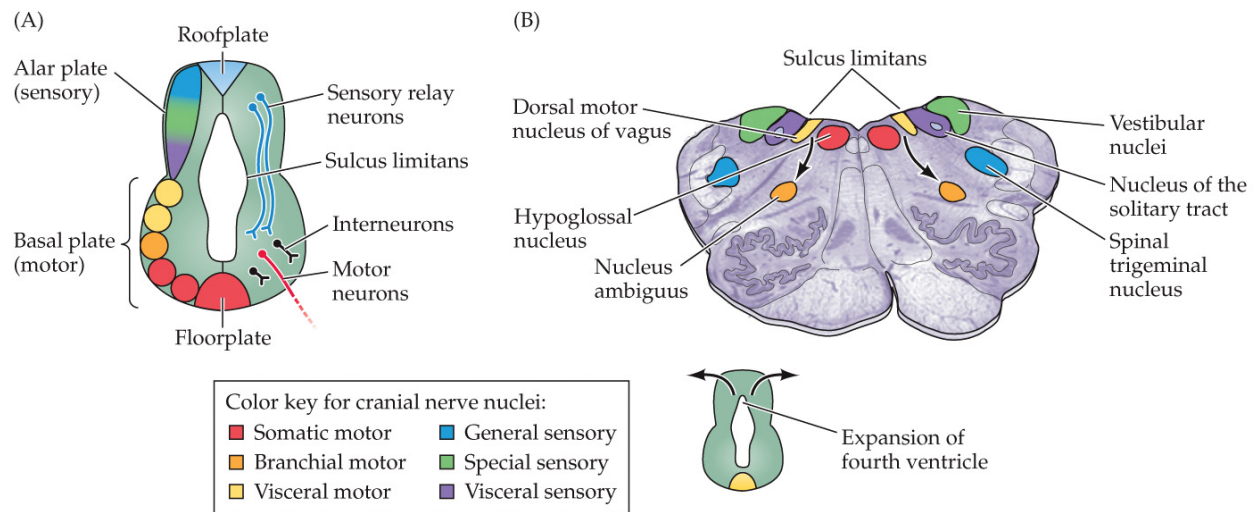 (A)
Roofplate
Alar plate
(sensory)
Sensory relay
neurons
Sulcus limitans
Basal plate
(motor)
Interneurons
Motor
neurons
Floorplate
(B)
Sulcus limitans
Dorsal motor
nucleus of vagus
Vestibular
nuclei
Hypoglossal
nucleus
Nucleus of the
solitary tract
Nucleus
ambiguus
Spinal
trigeminal
nucleus
Color key for cranial nerve nuclei:
Somatic motor
General sensory
Branchial motor
Special sensory
Visceral motor
Visceral sensory
Expansion of
fourth ventricle